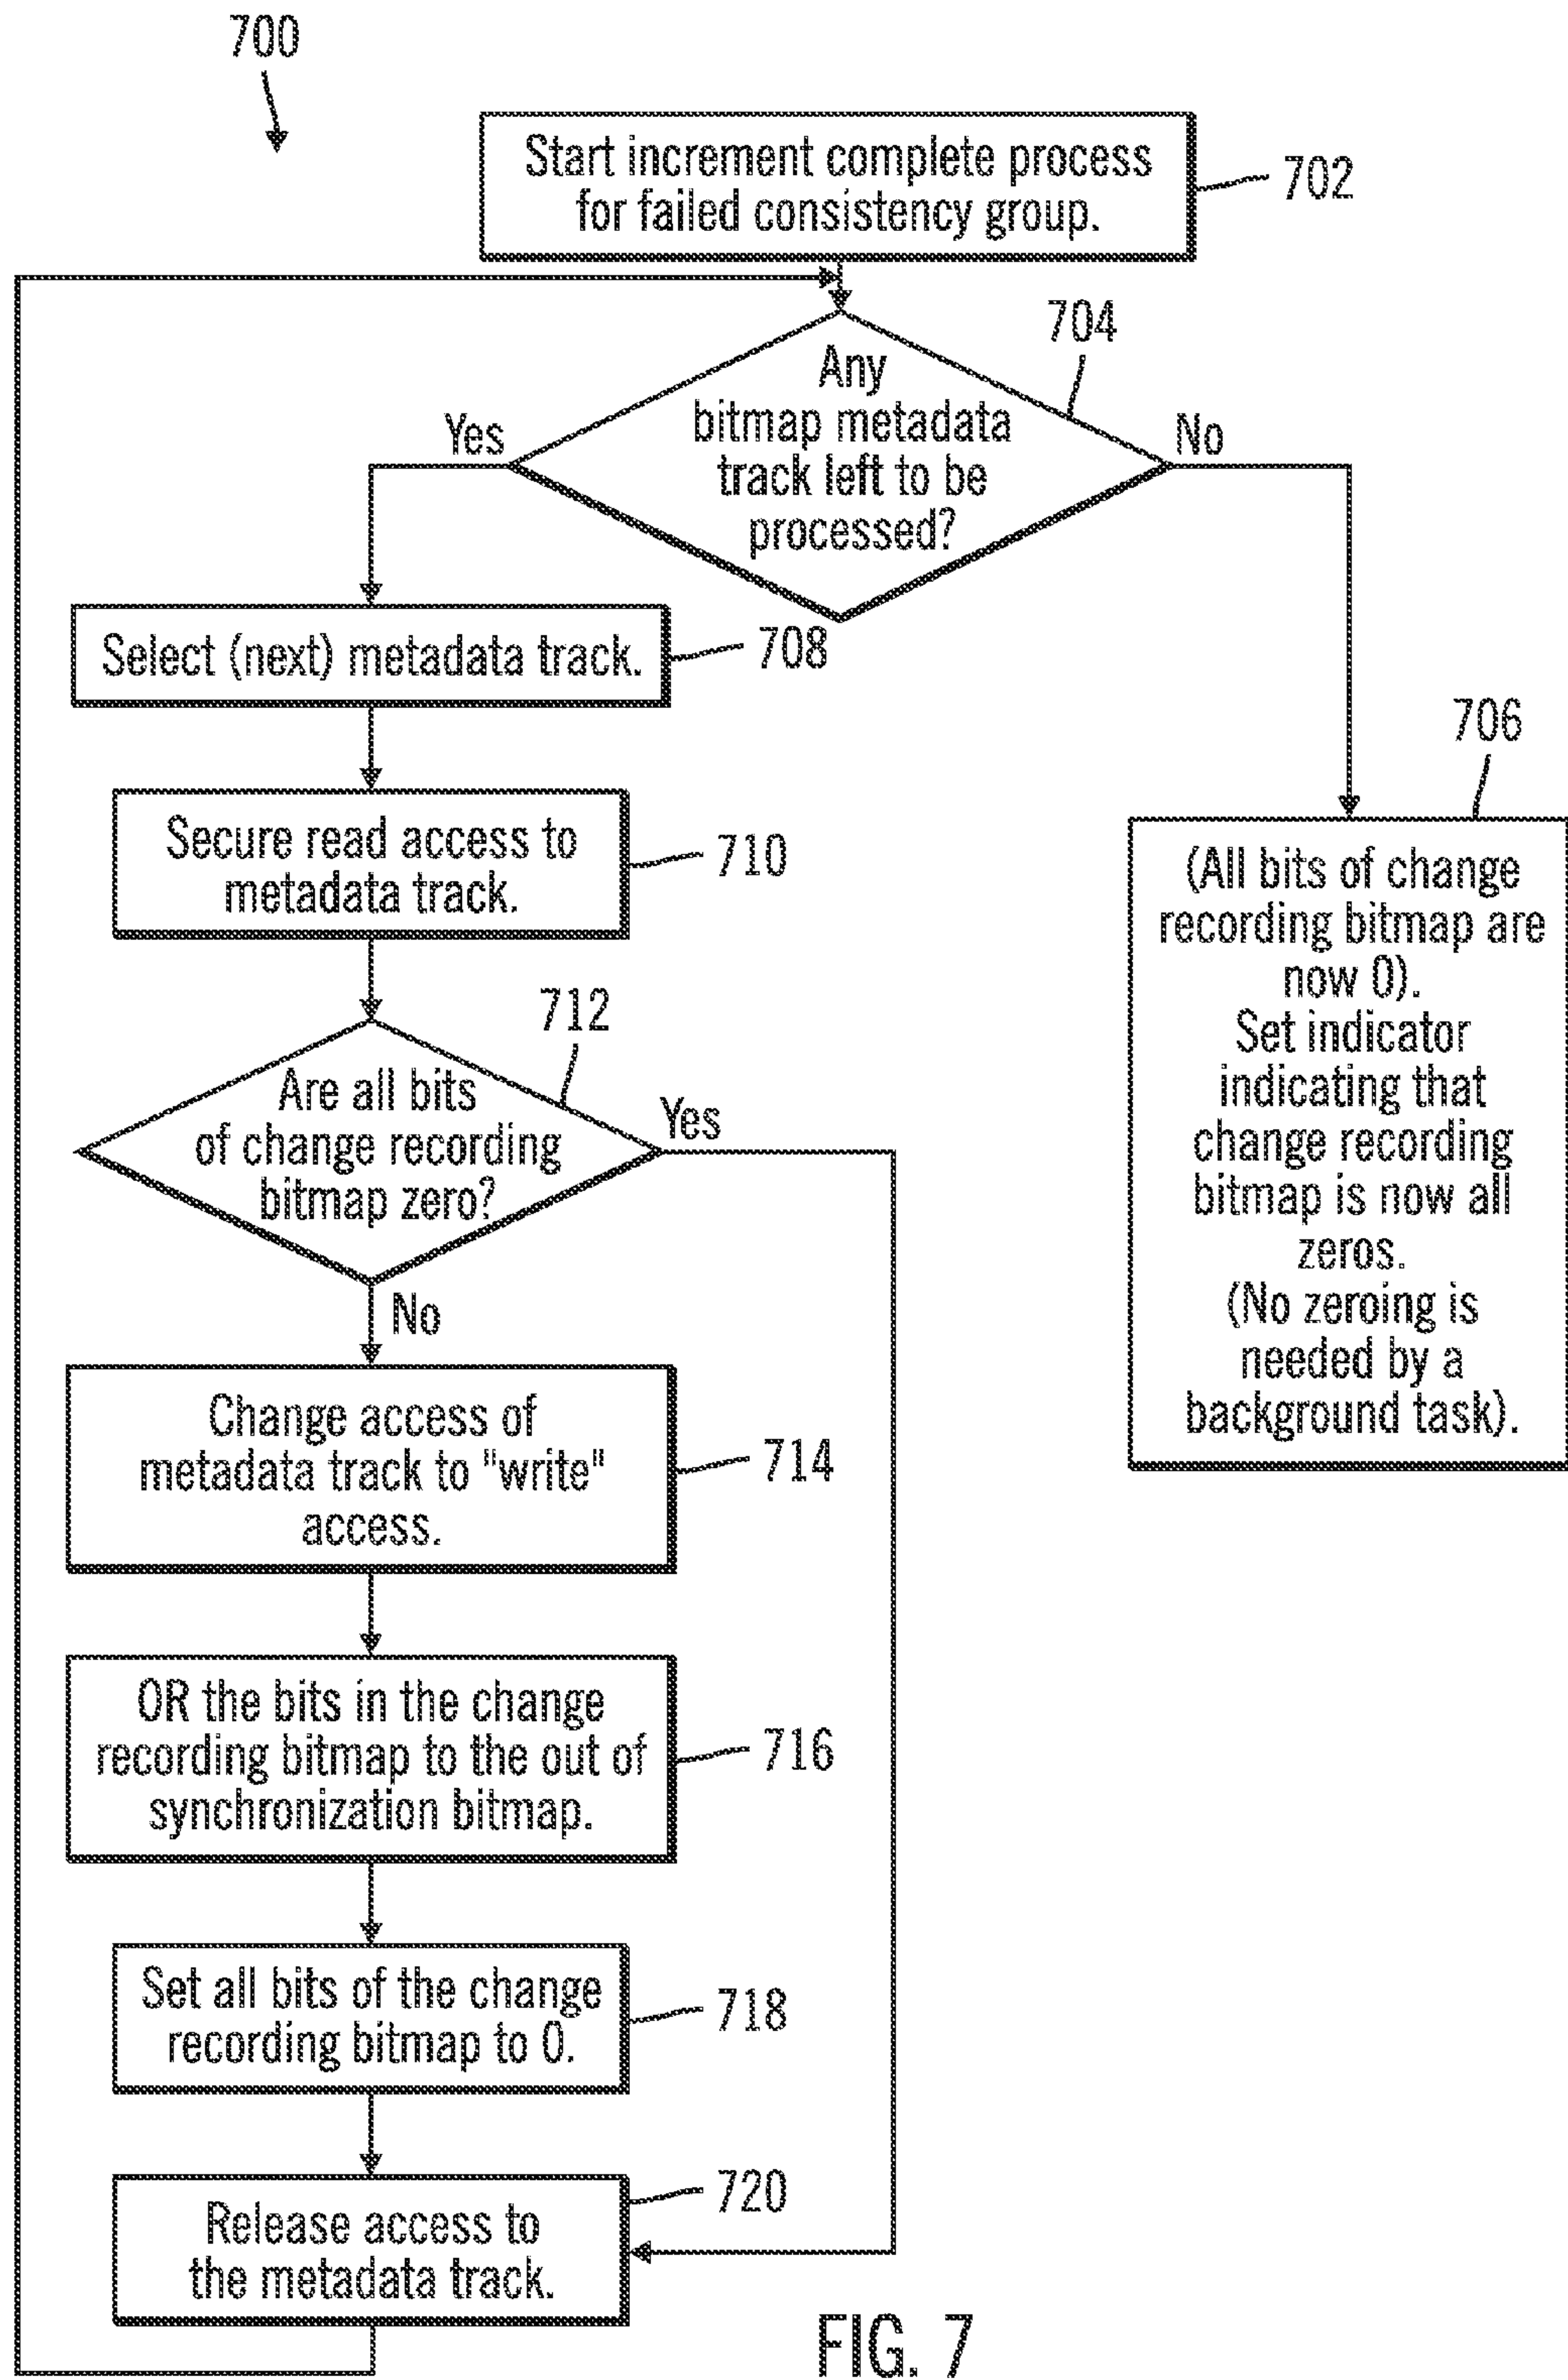 700
Start increment complete process
for failed consistency group.
702
704
Any
bitmap metadata
track left to be
processed?
Yes
No
Select (next) metadata track.
708
706
Secure read access to
metadata track.
710
(All bits of change
recording bitmap are
now 0).
Set indicator
indicating that
change recording
bitmap is now all
zeros.
(No zeroing is
needed by a
background task).
712
Are all bits
of change recording
bitmap zero?
Yes
No
Change access of
metadata track to "write"
access.
714
OR the bits in the change
recording bitmap to the out of
synchronization bitmap.
716
Set all bits of the change
recording bitmap to 0.
718
Release access to
the metadata track.
720
FIG. 7